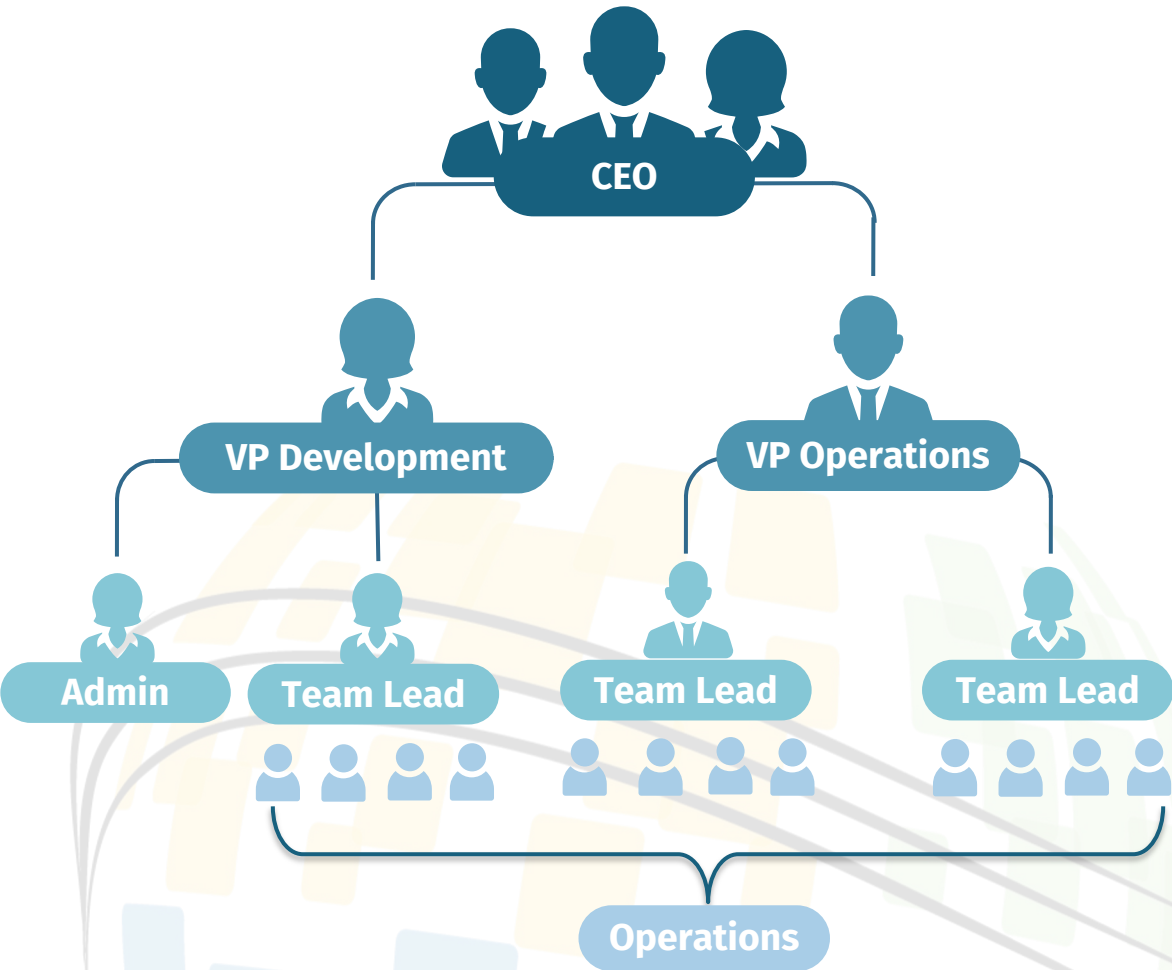 CEO
VP Development
VP Operations
Admin
Team Lead
Team Lead
Team Lead
Operations